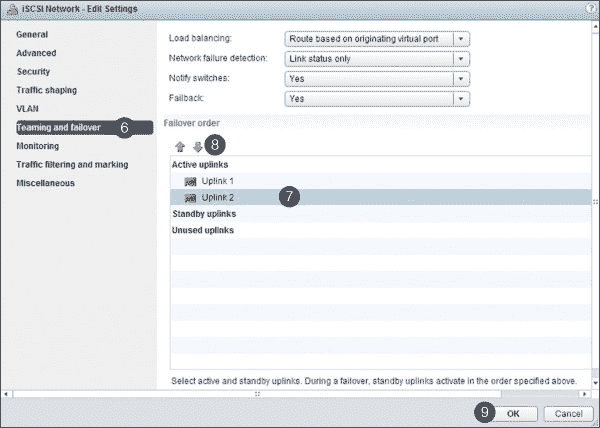 iSCSI Network - Edit Settings
General
Advanced
Security
Traffic shaping
VLAN
Teaming and failover 6
Monitoring
Traffic filtering and marking
Miscellaneous
Load balancing: Route based on originating virtual port
Network failure detection: Link status only
Notify switches: Yes
Failback: Yes
Failover order
8
Active uplinks
Uplink 1
Uplink 2 7
Standby uplinks
Unused uplinks
Select active and standby uplinks. During a failover, standby uplinks activate in the order specified above.
9 OK Cancel